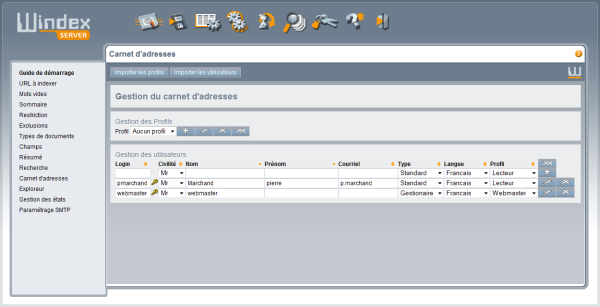 Windex
SERVER
Carnet d'adresses
Guide de démarrage
URL à indexer
Mots vides
Sommaire
Restriction
Exclusions
Types de documents
Champs
Résumé
Recherche
Carnet d'adresses
Exploreur
Gestion des états
Paramétrage SMTP
Importer les profils Importer les utilisateurs
Gestion du carnet d'adresses
Gestion des Profils
Profil Aucun profil
Gestion des utilisateurs
Login Civilité Nom Prénom Courriel Type Langue Profil
Mr Standard Francais Lecteur
pmarchand Mr Marchand pierre p.marchand Standard Francais Lecteur
webmaster Mr webmaster Gestionaire Francais Webmaster